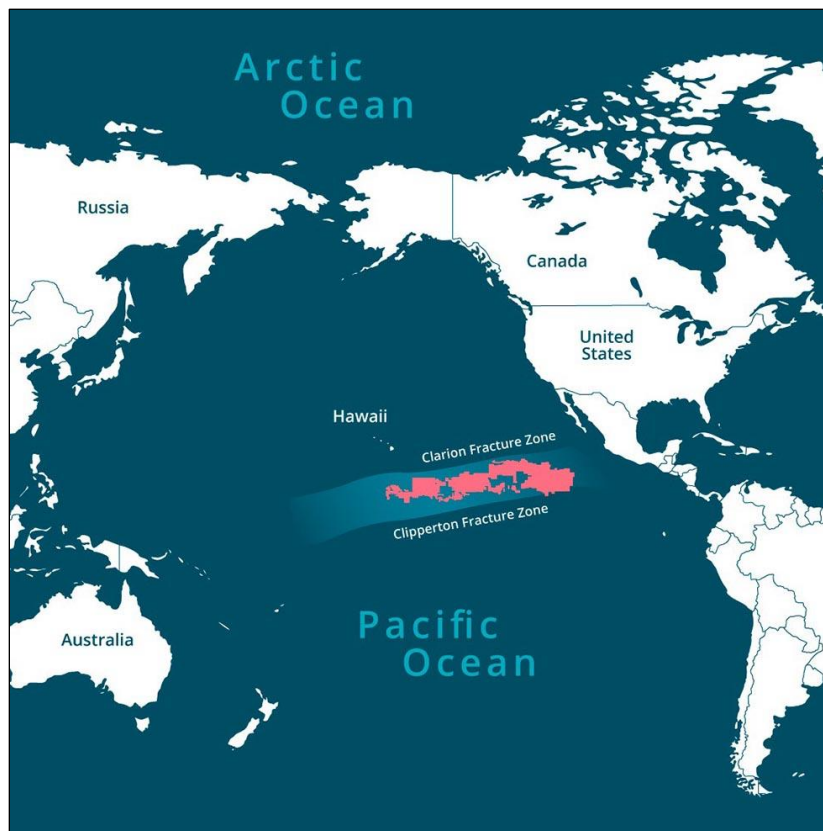 Arctic
Ocean
Russia
Canada
United
States
Hawaii
Clarion Fracture Zone
Clipperton Fracture Zone
Pacific
Ocean
Australia